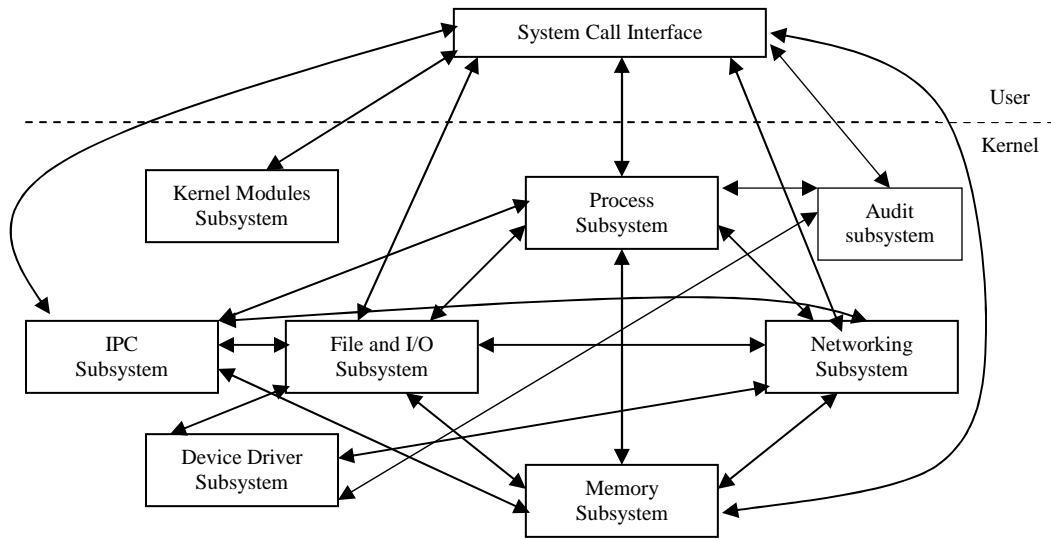 System Call Interface
User
Kernel
Kernel Modules
Subsystem
Process
Subsystem
Audit
subsystem
IPC
Subsystem
File and I/O
Subsystem
Networking
Subsystem
Device Driver
Subsystem
Memory
Subsystem